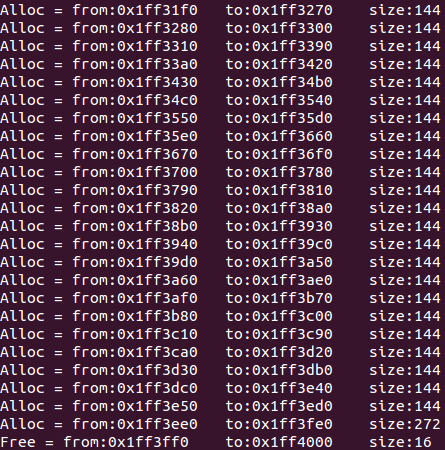 Alloc = from:0x1ff31f0   to:0x1ff3270    size:144
Alloc = from:0x1ff3280   to:0x1ff3300    size:144
Alloc = from:0x1ff3310   to:0x1ff3390    size:144
Alloc = from:0x1ff33a0   to:0x1ff3420    size:144
Alloc = from:0x1ff3430   to:0x1ff34b0    size:144
Alloc = from:0x1ff34c0   to:0x1ff3540    size:144
Alloc = from:0x1ff3550   to:0x1ff35d0    size:144
Alloc = from:0x1ff35e0   to:0x1ff3660    size:144
Alloc = from:0x1ff3670   to:0x1ff36f0    size:144
Alloc = from:0x1ff3700   to:0x1ff3780    size:144
Alloc = from:0x1ff3790   to:0x1ff3810    size:144
Alloc = from:0x1ff3820   to:0x1ff38a0    size:144
Alloc = from:0x1ff38b0   to:0x1ff3930    size:144
Alloc = from:0x1ff3940   to:0x1ff39c0    size:144
Alloc = from:0x1ff39d0   to:0x1ff3a50    size:144
Alloc = from:0x1ff3a60   to:0x1ff3ae0    size:144
Alloc = from:0x1ff3af0   to:0x1ff3b70    size:144
Alloc = from:0x1ff3b80   to:0x1ff3c00    size:144
Alloc = from:0x1ff3c10   to:0x1ff3c90    size:144
Alloc = from:0x1ff3ca0   to:0x1ff3d20    size:144
Alloc = from:0x1ff3d30   to:0x1ff3db0    size:144
Alloc = from:0x1ff3dc0   to:0x1ff3e40    size:144
Alloc = from:0x1ff3e50   to:0x1ff3ed0    size:144
Alloc = from:0x1ff3ee0   to:0x1ff3fe0    size:272
Free = from:0x1ff3ff0    to:0x1ff4000    size:16